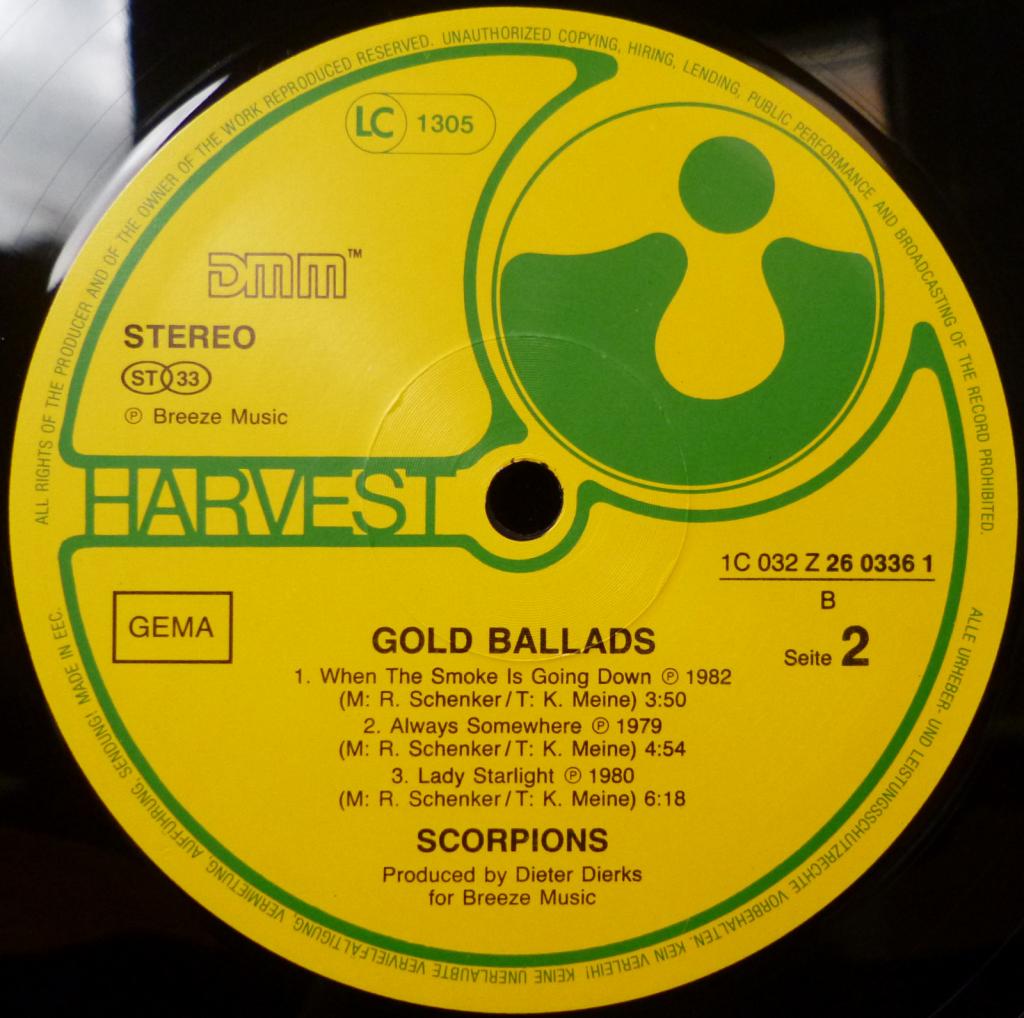 ALL RIGHTS OF THE PRODUCER AND OF THE OWNER OF THE WORK REPRODUCED RESERVED. UNAUTHORIZED COPYING, HIRING, LENDING, PUBLIC PERFORMANCE AND BROADCASTING OF THE RECORD PROHIBITED.
LC 1305
DMM™
STEREO
ST 33
℗ Breeze Music
HARVEST
1C 032 Z 26 0336 1
B
Seite 2
GEMA
GOLD BALLADS
1. When The Smoke Is Going Down ℗ 1982
(M: R. Schenker/T: K. Meine) 3:50
2. Always Somewhere ℗ 1979
(M: R. Schenker/T: K. Meine) 4:54
3. Lady Starlight ℗ 1980
(M: R. Schenker/T: K. Meine) 6:18
SCORPIONS
Produced by Dieter Dierks
for Breeze Music
ALLE URHEBER- UND LEISTUNGSSCHUTZRECHTE VORBEHALTEN. KEIN VERLEIH! KEINE UNERLAUBTE VERVIELFÄLTIGUNG, VERMIETUNG, AUFFÜHRUNG, SENDUNG! MADE IN EEC.